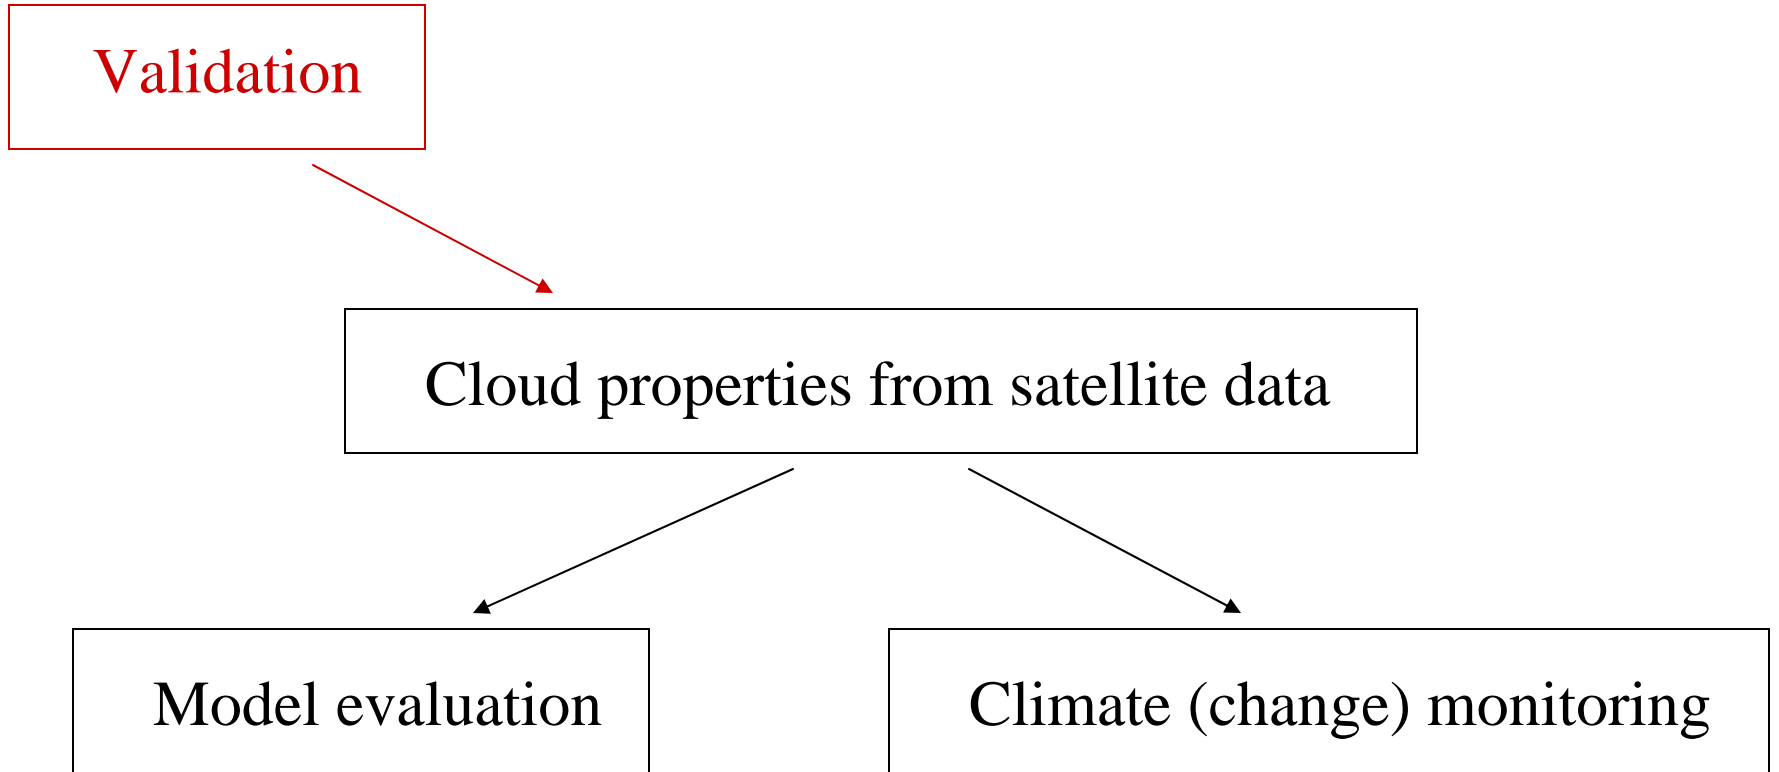 Validation
Cloud properties from satellite data
Model evaluation
Climate (change) monitoring